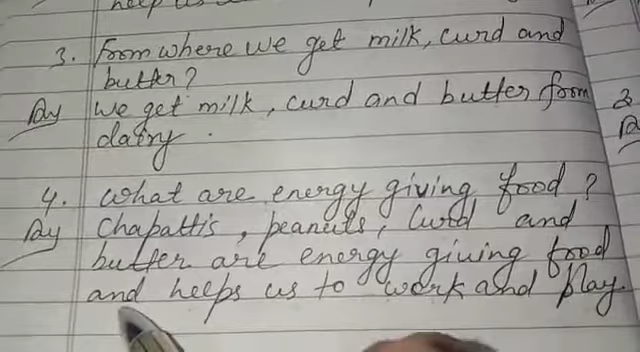 help us
3. From where we get milk, curd and
butter?
Ans we get milk, curd and butter from
dairy.
4. What are energy giving food?
Ans Chapattis, peanuts, Curd and
butter are energy giving food
and helps us to work and play.